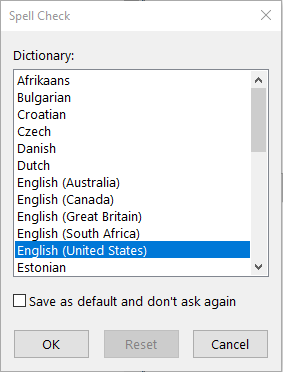 Spell Check
Dictionary:
Afrikaans
Bulgarian
Croatian
Czech
Danish
Dutch
English (Australia)
English (Canada)
English (Great Britain)
English (South Africa)
English (United States)
Estonian
Save as default and don't ask again
OK
Reset
Cancel